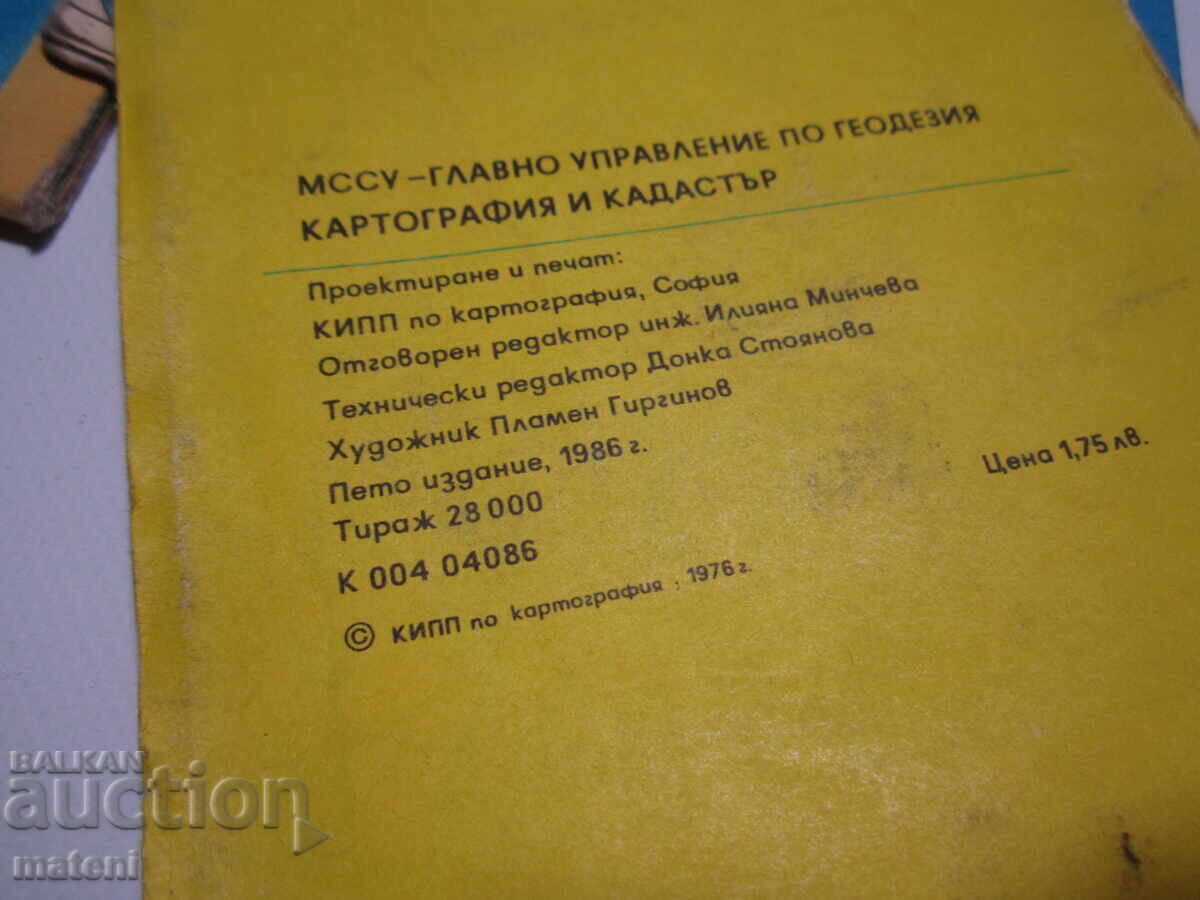 МССУ – ГЛАВНО УПРАВЛЕНИЕ ПО ГЕОДЕЗИЯ
КАРТОГРАФИЯ И КАДАСТЪР
Проектиране и печат:
КИПП по картография, София
Отговорен редактор инж. Илияна Минчева
Технически редактор Донка Стоянова
Художник Пламен Гиргинов
Пето издание, 1986 г.
Тираж 28 000
Цена 1,75 лв.
К 004 04086
© КИПП по картография, 1976 г.
BALKAN
auction
mateni